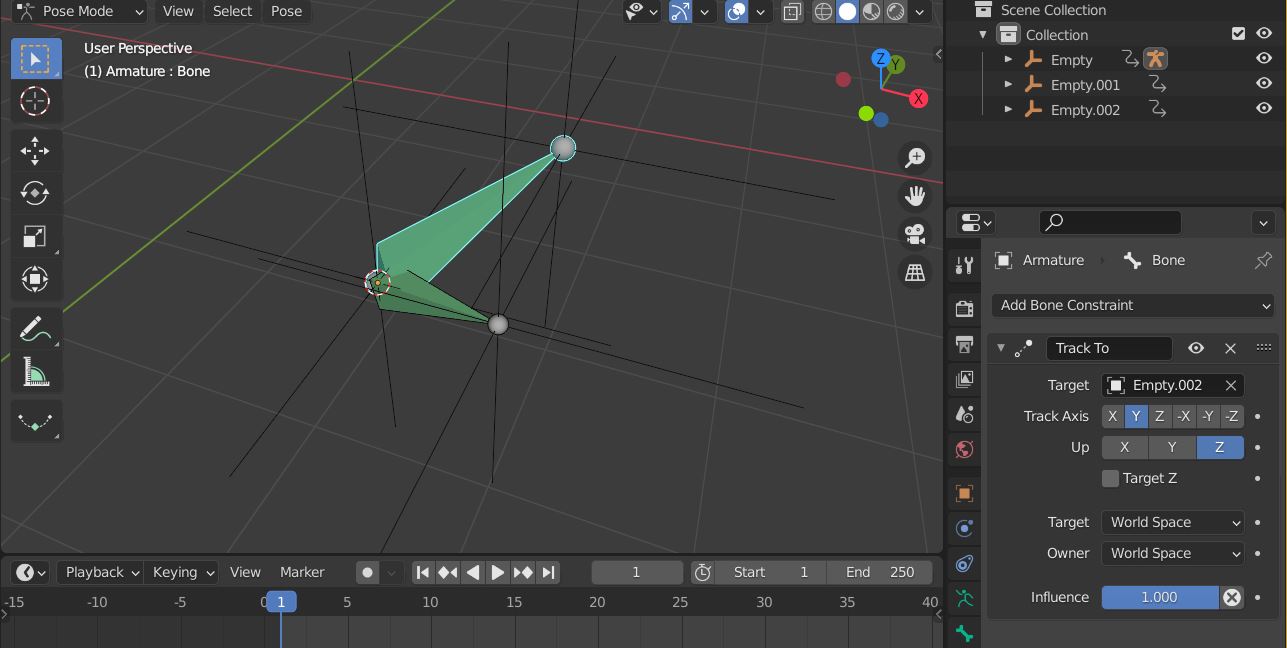 Pose Mode View Select Pose
User Perspective
(1) Armature : Bone
Z
Y
X
Scene Collection
Collection
Empty
Empty.001
Empty.002
Armature Bone
Add Bone Constraint
Track To
Target Empty.002
Track Axis X Y Z -X -Y -Z
Up X Y Z
Target Z
Target World Space
Owner World Space
Influence 1.000
Playback Keying View Marker 1 Start 1 End 250
-15 -10 -5 0 1 5 10 15 20 25 30 35 40